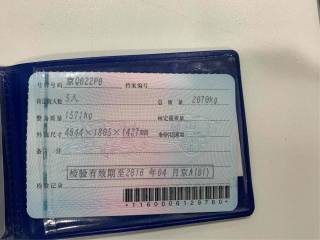 号牌号码 京Q622P8 档案编号
核定载人数 5人 总 质 量 2070kg
整备质量 1571kg 核定载质量
外廓尺寸 4844×1805×1427mm 准牵引总质量
备 注
检验有效期至2018 年04 月京A(01)
检验记录
*1160006129780*